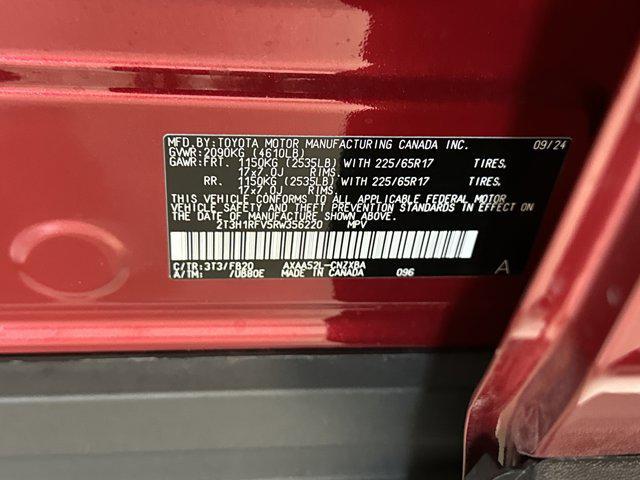 MFD.BY:TOYOTA MOTOR MANUFACTURING CANADA INC. 09/24
GVWR:2090KG (4610LB)
GAWR:FRT. 1150KG (2535LB) WITH 225/65R17 TIRES.
17x7.0J RIMS.
RR. 1150KG (2535LB) WITH 225/65R17 TIRES.
17x7.0J RIMS.
THIS VEHICLE CONFORMS TO ALL APPLICABLE FEDERAL MOTOR
VEHICLE SAFETY AND THEFT PREVENTION STANDARDS IN EFFECT ON
THE DATE OF MANUFACTURE SHOWN ABOVE.
2T3H1RFV5RW356220 MPV
C/TR:3T3/FB20 AXAA52L-CNZXBA A
A/TM: /UB80E MADE IN CANADA 096